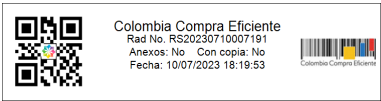 Colombia Compra Eficiente
Rad No. RS20230710007191
Anexos: No    Con copia: No
Fecha: 10/07/2023 18:19:53
Colombia Compra Eficiente